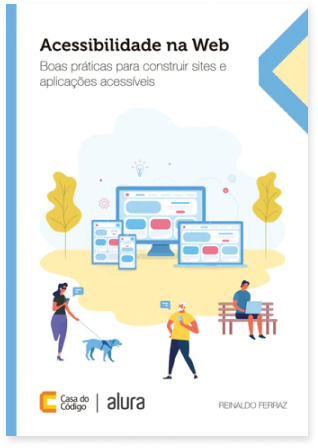 Acessibilidade na Web
Boas práticas para construir sites e
aplicações acessíveis
Casa do
Código
alura
REINALDO FERRAZ